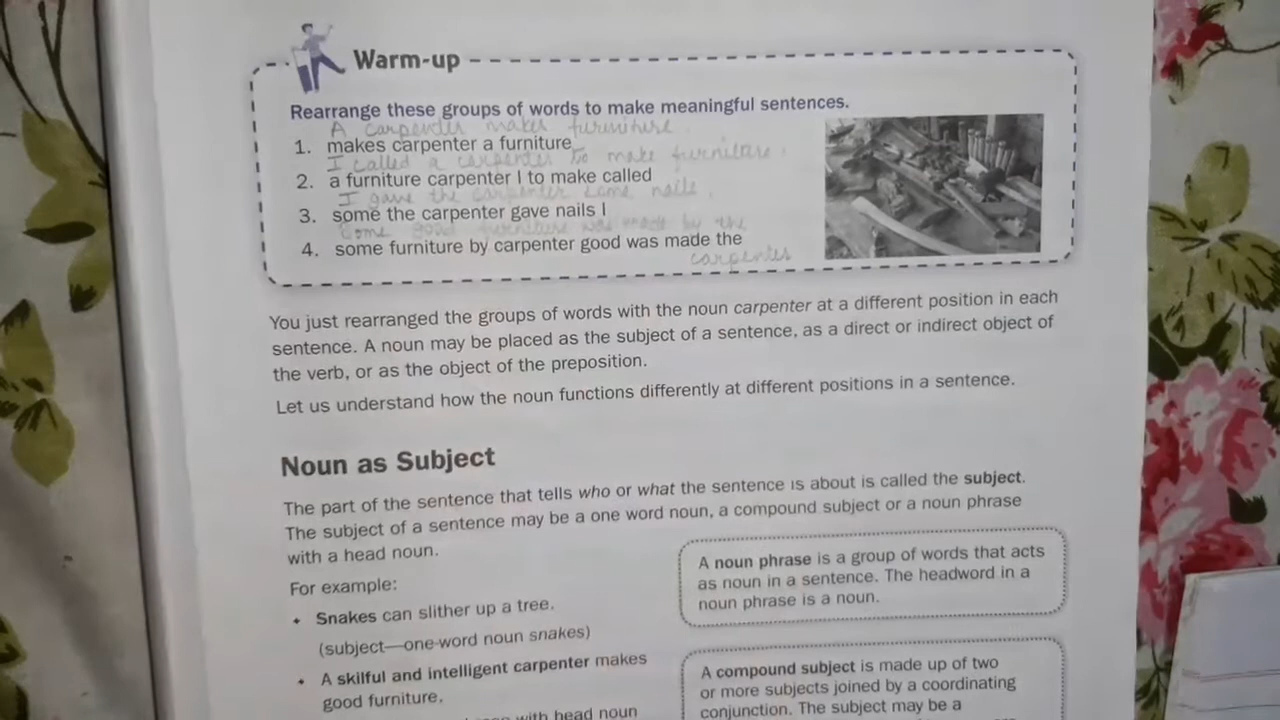 Warm-up
Rearrange these groups of words to make meaningful sentences.
A carpenter makes furniture.
1. makes carpenter a furniture
I called a carpenter to make furniture.
2. a furniture carpenter I to make called
I gave the carpenter some nails.
3. some the carpenter gave nails I
Some good furniture was made by the
4. some furniture by carpenter good was made the
carpenter
You just rearranged the groups of words with the noun carpenter at a different position in each
sentence. A noun may be placed as the subject of a sentence, as a direct or indirect object of
the verb, or as the object of the preposition.
Let us understand how the noun functions differently at different positions in a sentence.
Noun as Subject
The part of the sentence that tells who or what the sentence is about is called the subject.
The subject of a sentence may be a one word noun, a compound subject or a noun phrase
with a head noun.
For example:
• Snakes can slither up a tree.
(subject—one-word noun snakes)
• A skilful and intelligent carpenter makes
good furniture.
with head noun
A noun phrase is a group of words that acts
as noun in a sentence. The headword in a
noun phrase is a noun.
A compound subject is made up of two
or more subjects joined by a coordinating
conjunction. The subject may be a